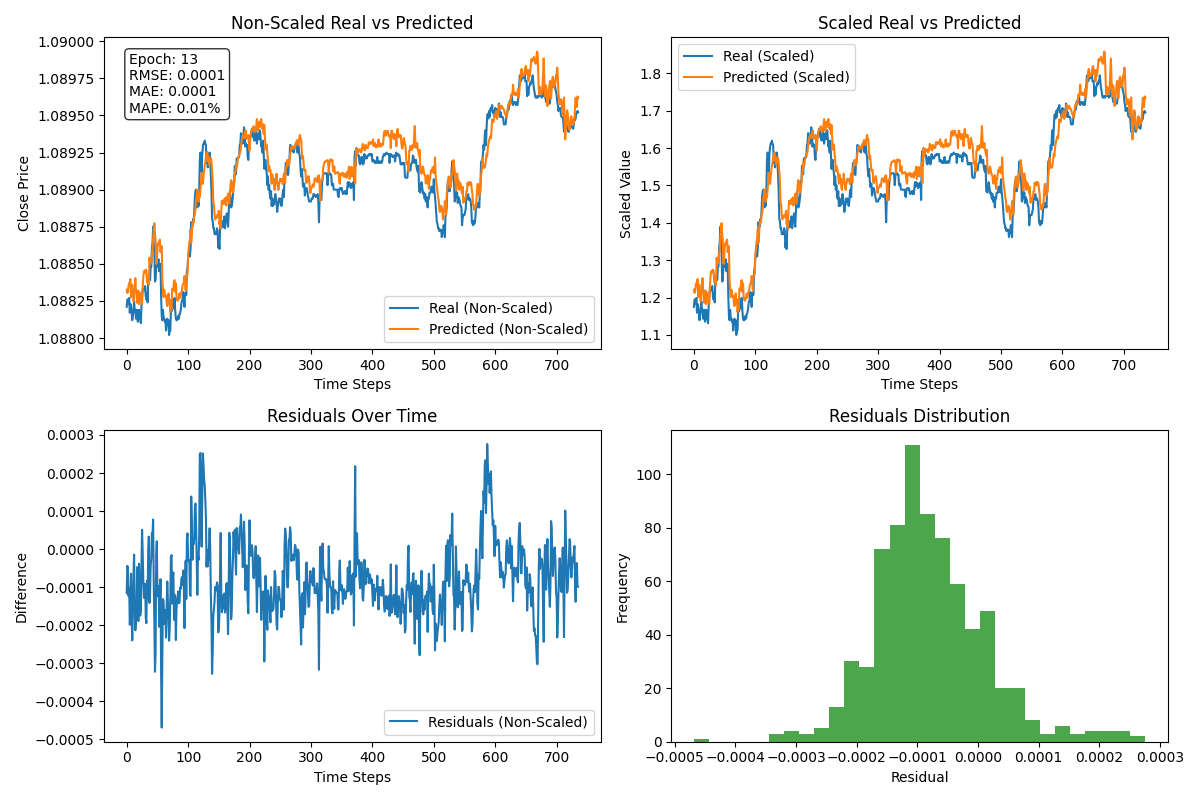 Non-Scaled Real vs Predicted
1.09000
1.08975
1.08950
1.08925
1.08900
1.08875
1.08850
1.08825
1.08800
Close Price
Epoch: 13
RMSE: 0.0001
MAE: 0.0001
MAPE: 0.01%
Real (Non-Scaled)
Predicted (Non-Scaled)
0 100 200 300 400 500 600 700
Time Steps
Scaled Real vs Predicted
1.8
1.7
1.6
1.5
1.4
1.3
1.2
1.1
Scaled Value
Real (Scaled)
Predicted (Scaled)
0 100 200 300 400 500 600 700
Time Steps
Residuals Over Time
0.0003
0.0002
0.0001
0.0000
−0.0001
−0.0002
−0.0003
−0.0004
−0.0005
Difference
Residuals (Non-Scaled)
0 100 200 300 400 500 600 700
Time Steps
Residuals Distribution
100
80
60
40
20
0
Frequency
−0.0005 −0.0004 −0.0003 −0.0002 −0.0001 0.0000 0.0001 0.0002 0.0003
Residual